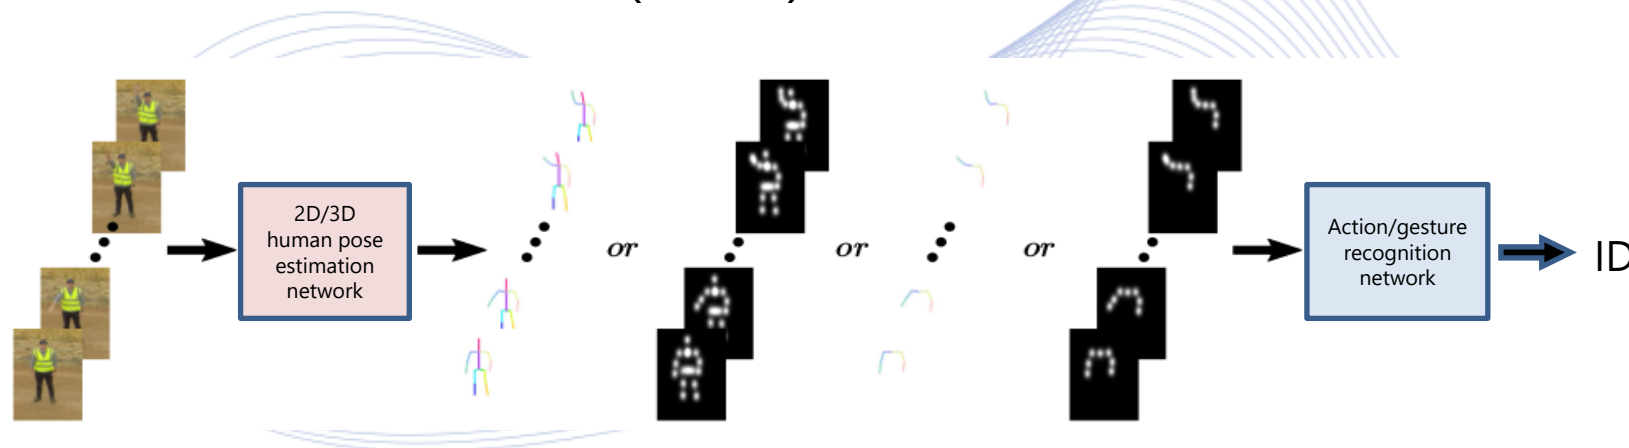 2D/3D
human pose
estimation
network
or
or
or
Action/gesture
recognition
network
ID